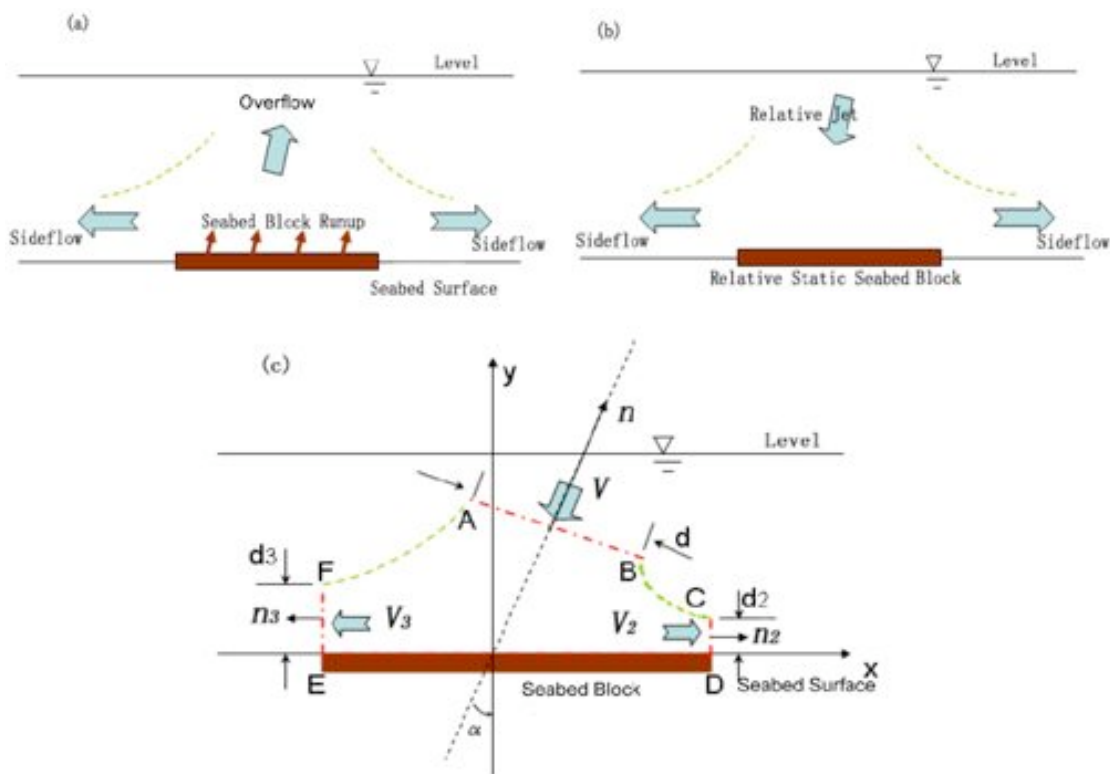 (a)
Level
Overflow
Seabed Block Runup
Sideflow
Sideflow
Seabed Surface
(b)
Level
Relative Jet
Sideflow
Sideflow
Relative Static Seabed Block
(c)
y
n
Level
V
A
d
B
d3
F
C
d2
n3
V3
V2
n2
x
E
Seabed Block
D
Seabed Surface
α